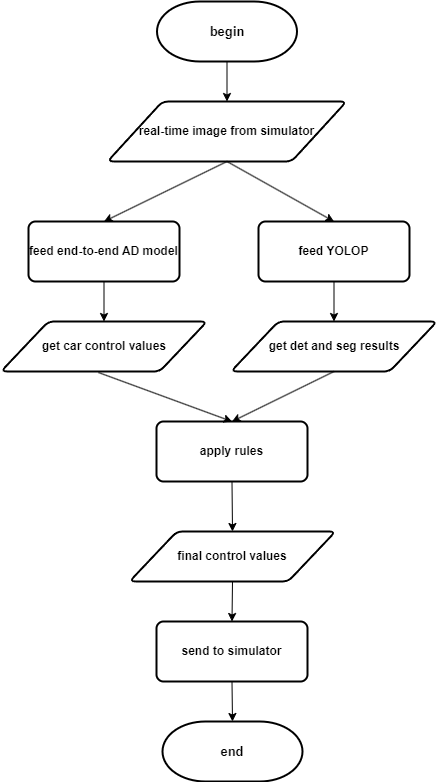 begin
real-time image from simulator
feed end-to-end AD model
feed YOLOP
get car control values
get det and seg results
apply rules
final control values
send to simulator
end